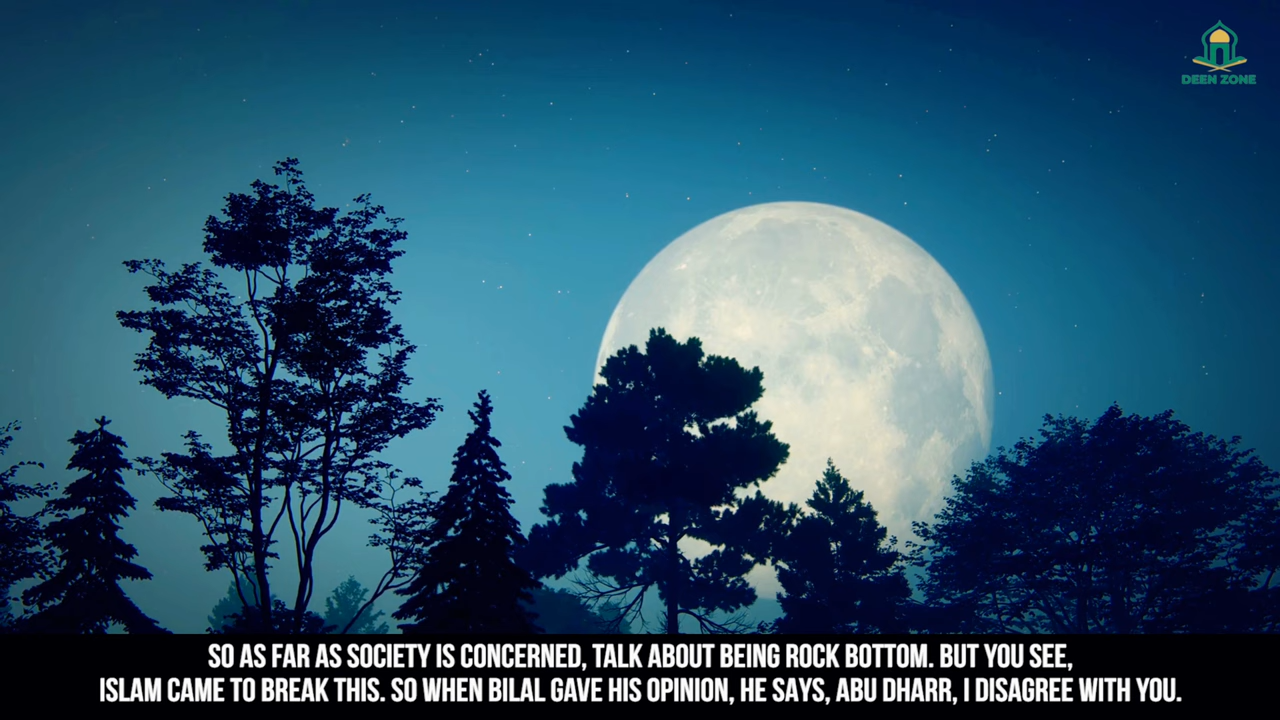 DEEN ZONE
SO AS FAR AS SOCIETY IS CONCERNED, TALK ABOUT BEING ROCK BOTTOM. BUT YOU SEE,
ISLAM CAME TO BREAK THIS. SO WHEN BILAL GAVE HIS OPINION, HE SAYS, ABU DHARR, I DISAGREE WITH YOU.